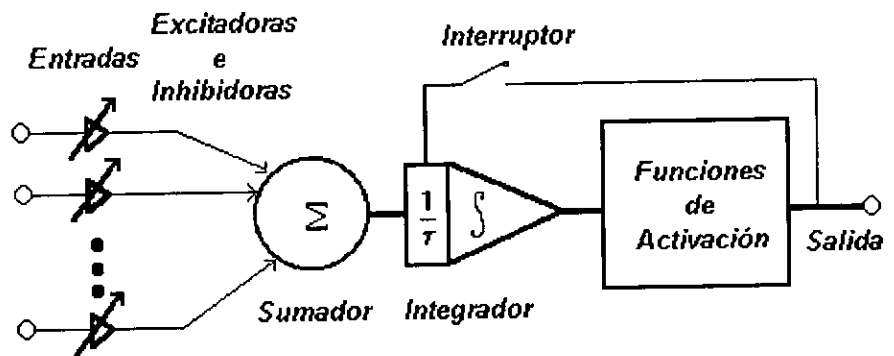 Entradas
Excitadoras
e
Inhibidoras
Interruptor
Σ
1
τ
∫
Funciones
de
Activación
Sumador
Integrador
Salida